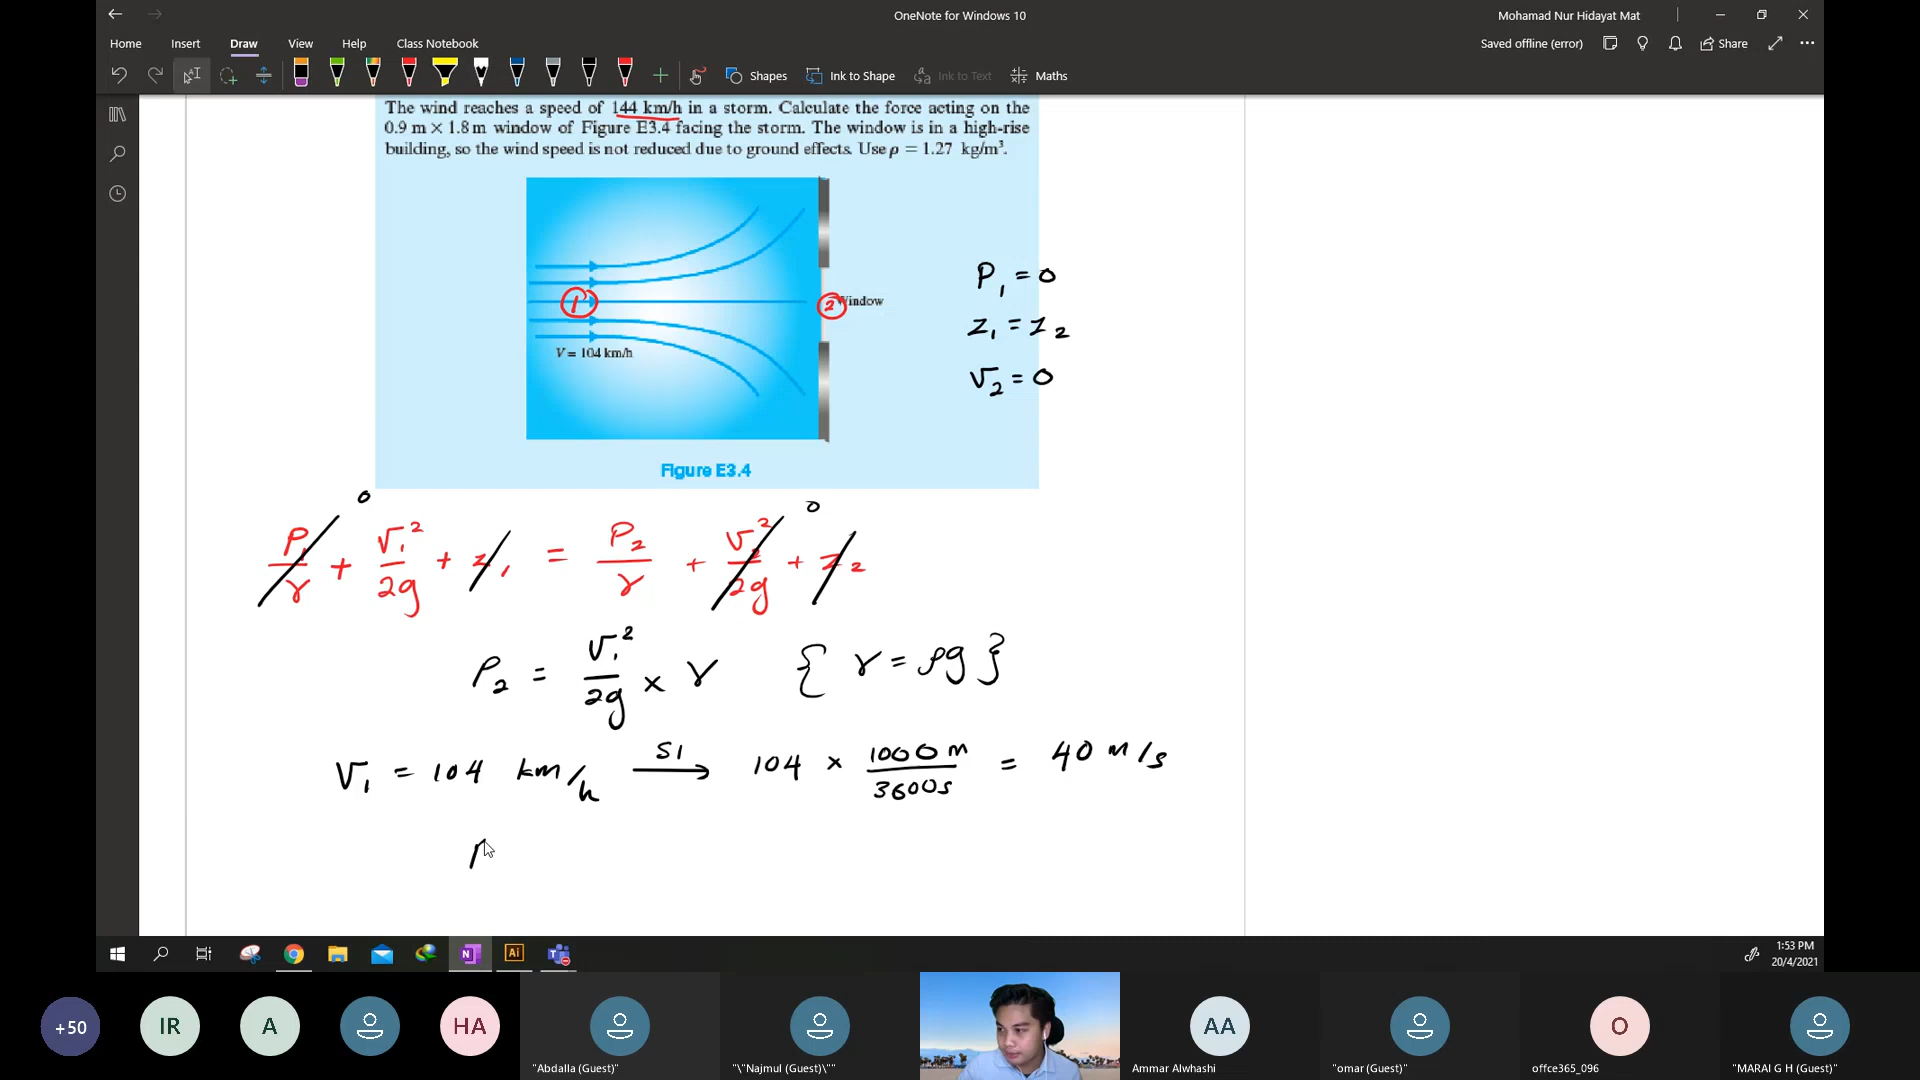 OneNote for Windows 10
Mohamad Nur Hidayat Mat
Home Insert Draw View Help Class Notebook
Saved offline (error)
Share
Shapes
Ink to Shape
Ink to Text
Maths
The wind reaches a speed of 144 km/h in a storm. Calculate the force acting on the
0.9 m × 1.8 m window of Figure E3.4 facing the storm. The window is in a high-rise
building, so the wind speed is not reduced due to ground effects. Use ρ = 1.27 kg/m³.
1
2
Window
V = 104 km/h
Figure E3.4
P₁ = 0
z₁ = z₂
V₂ = 0
0 0
P₁/γ + V₁²/2g + z₁ = P₂/γ + V₂²/2g + z₂
P₂ = V₁²/2g × γ { γ = ρg }
V₁ = 104 km/h SI → 104 × 1000m/3600s = 40 m/s
N
Ai
T
1:53 PM
20/4/2021
+50
IR
A
HA
AA
O
"Abdalla (Guest)"
"\"Najmul (Guest)\""
Ammar Alwhashi
"omar (Guest)"
offce365_096
"MARAI G H (Guest)"